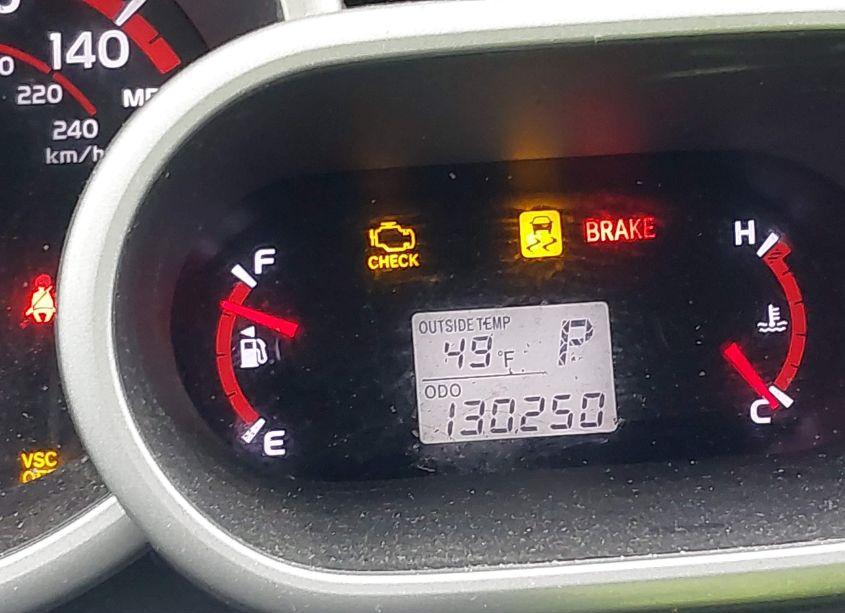 140
220
240
km/h
F
CHECK
BRAKE
H
OUTSIDE TEMP
49 °F P
ODO
130250
E
C
VSC